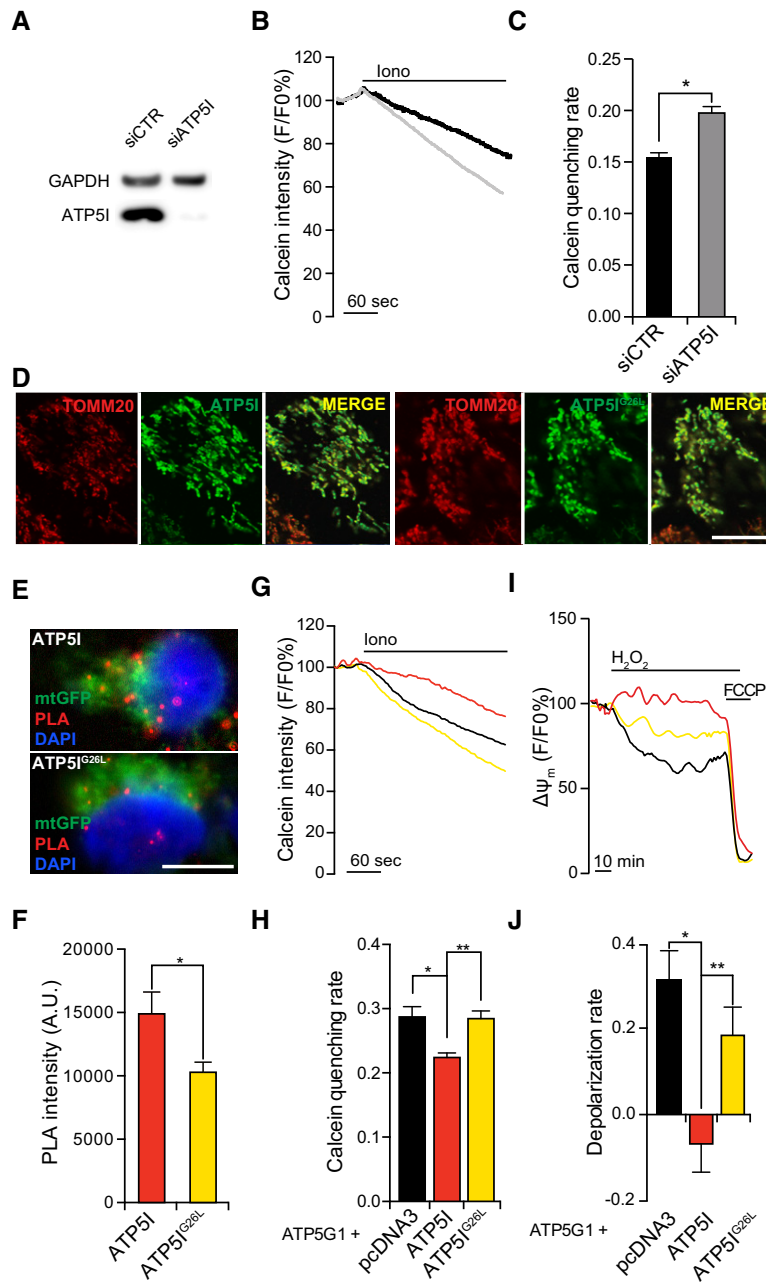 A
siCTR
siATP5I
GAPDH
ATP5I
B
Calcein intensity (F/F0%)
120
100
80
60
40
20
0
Iono
60 sec
C
Calcein quenching rate
0.25
0.20
0.15
0.10
0.05
0.00
*
siCTR
siATP5I
D
TOMM20
ATP5I
MERGE
TOMM20
ATP5I^G26L
MERGE
E
ATP5I
mtGFP
PLA
DAPI
ATP5I^G26L
mtGFP
PLA
DAPI
G
Calcein intensity (F/F0%)
120
100
80
60
40
20
0
Iono
60 sec
I
Δψm (F/F0%)
150
100
50
0
H2O2
FCCP
10 min
F
PLA intensity (A.U.)
20000
15000
10000
5000
0
*
ATP5I
ATP5I^G26L
H
Calcein quenching rate
0.4
0.3
0.2
0.1
0.0
*
**
ATP5G1 +
pcDNA3
ATP5I
ATP5I^G26L
J
Depolarization rate
0.4
0.2
0.0
-0.2
*
**
ATP5G1 +
pcDNA3
ATP5I
ATP5I^G26L